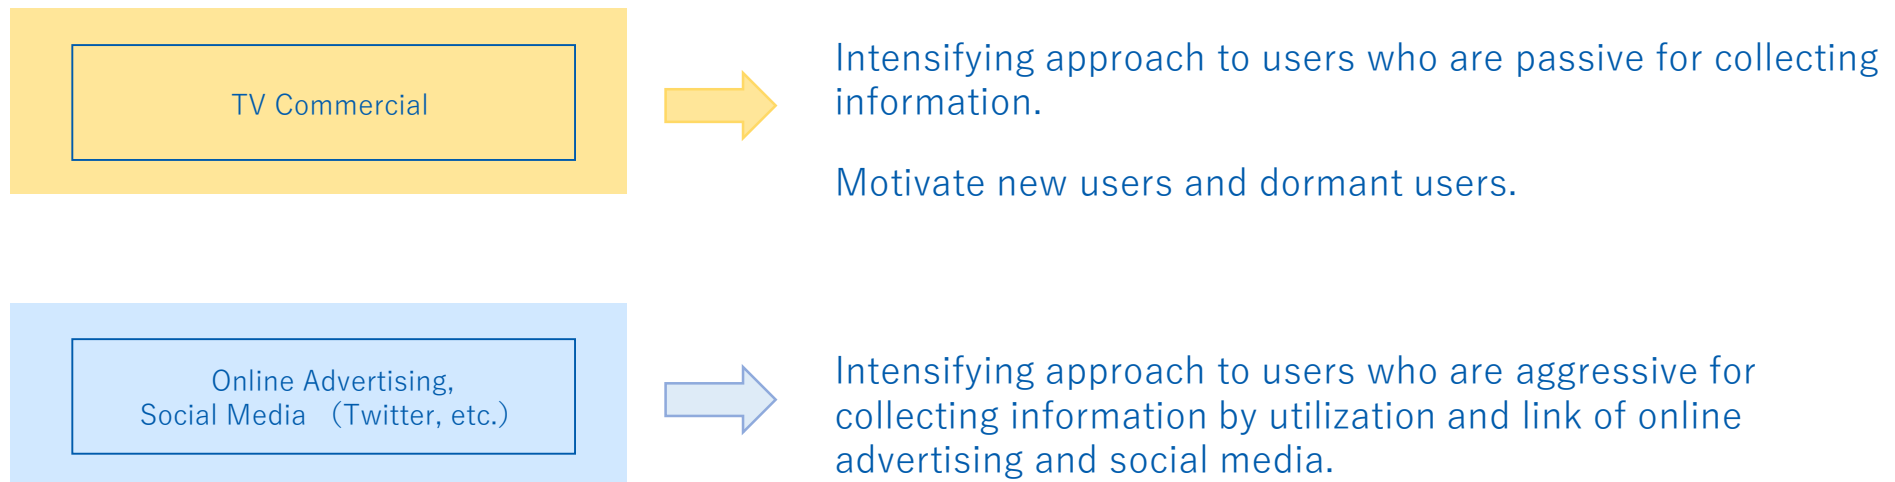 TV Commercial
Intensifying approach to users who are passive for collecting
information.
Motivate new users and dormant users.
Online Advertising,
Social Media （Twitter, etc.）
Intensifying approach to users who are aggressive for
collecting information by utilization and link of online
advertising and social media.